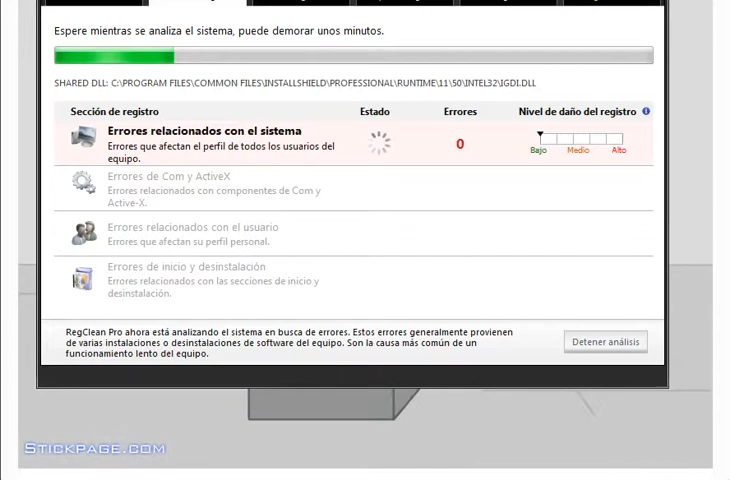 Espere mientras se analiza el sistema, puede demorar unos minutos.
SHARED DLL: C:\PROGRAM FILES\COMMON FILES\INSTALLSHIELD\PROFESSIONAL\RUNTIME\11\50\INTEL32\IGDI.DLL
Sección de registro Estado Errores Nivel de daño del registro
Errores relacionados con el sistema
Errores que afectan el perfil de todos los usuarios del
equipo.
0
Bajo Medio Alto
Errores de Com y ActiveX
Errores relacionados con componentes de Com y
Active-X.
Errores relacionados con el usuario
Errores que afectan su perfil personal.
Errores de inicio y desinstalación
Errores relacionados con las secciones de inicio y
desinstalación.
RegClean Pro ahora está analizando el sistema en busca de errores. Estos errores generalmente provienen
de varias instalaciones o desinstalaciones de software del equipo. Son la causa más común de un
funcionamiento lento del equipo.
Detener análisis
STICKPAGE.COM